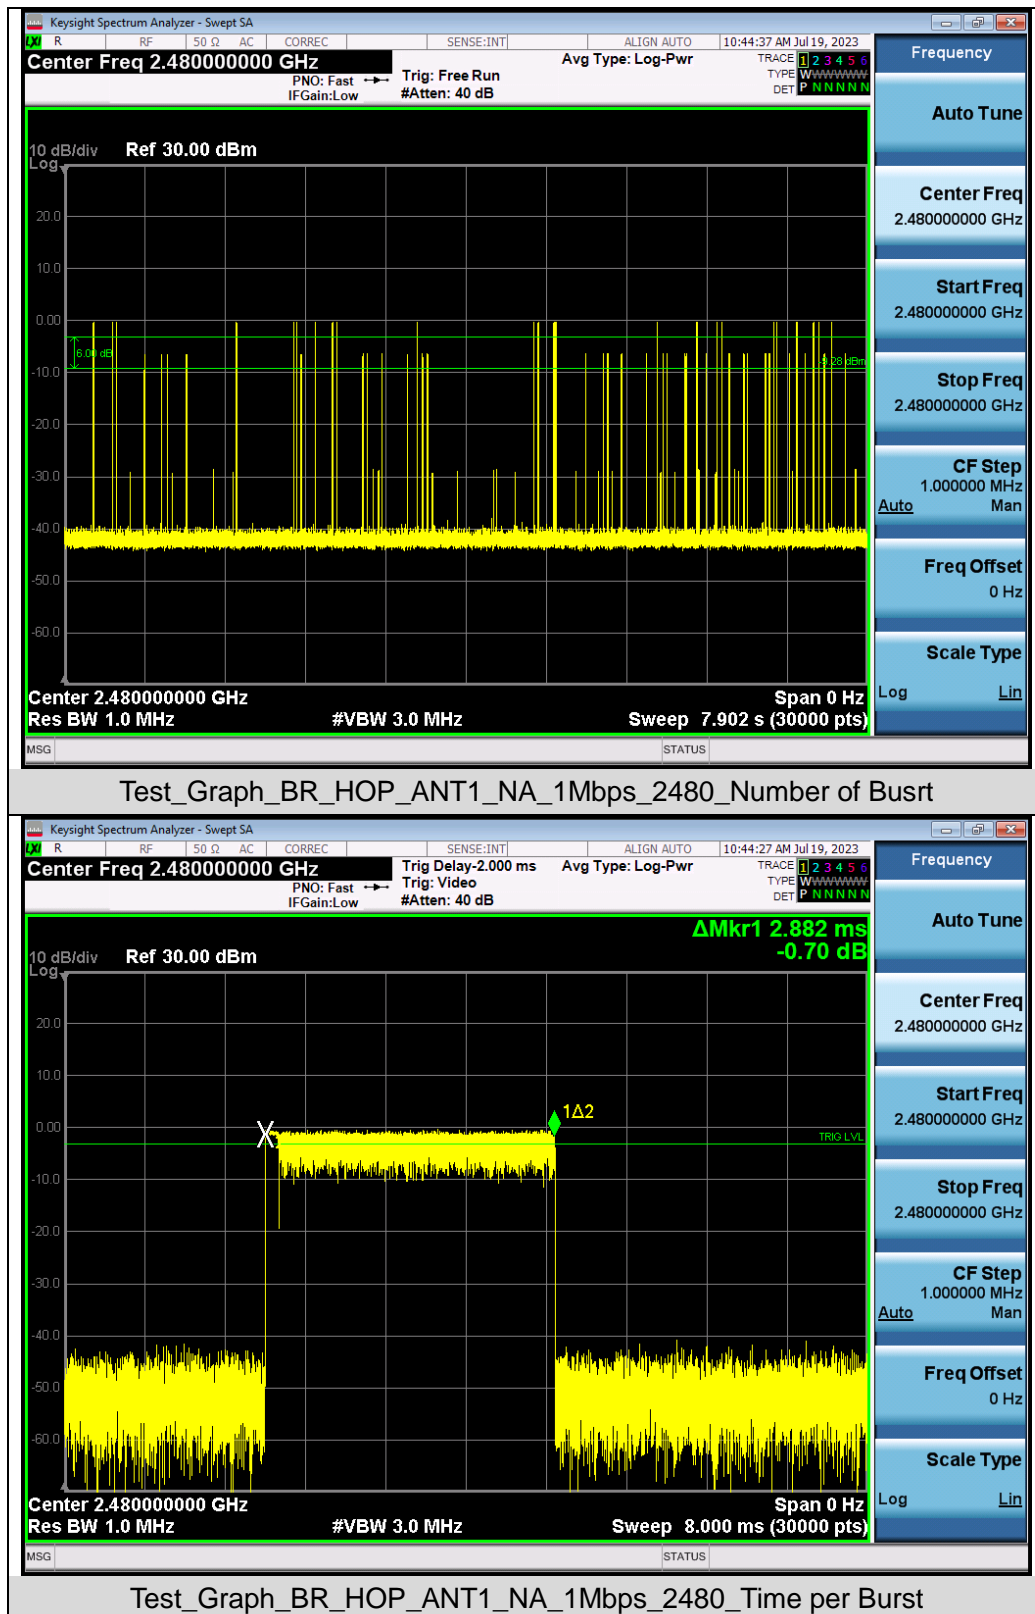 Keysight Spectrum Analyzer - Swept SA
LXI R RF 50 Ω AC CORREC SENSE:INT ALIGN AUTO 10:44:37 AM Jul 19, 2023
Center Freq 2.480000000 GHz
PNO: Fast
IFGain:Low
Trig: Free Run
#Atten: 40 dB
Avg Type: Log-Pwr
TRACE 1 2 3 4 5 6
TYPE WWWWWW
DET P N N N N N
10 dB/div Ref 30.00 dBm
Log
20.0
10.0
0.00
6.00 dB
-9.28 dBm
-10.0
-20.0
-30.0
-40.0
-50.0
-60.0
Center 2.480000000 GHz Span 0 Hz
Res BW 1.0 MHz #VBW 3.0 MHz Sweep 7.902 s (30000 pts)
MSG STATUS
Frequency
Auto Tune
Center Freq
2.480000000 GHz
Start Freq
2.480000000 GHz
Stop Freq
2.480000000 GHz
CF Step
1.000000 MHz
Auto Man
Freq Offset
0 Hz
Scale Type
Log Lin
Test_Graph_BR_HOP_ANT1_NA_1Mbps_2480_Number of Busrt
Keysight Spectrum Analyzer - Swept SA
LXI R RF 50 Ω AC CORREC SENSE:INT ALIGN AUTO 10:44:27 AM Jul 19, 2023
Center Freq 2.480000000 GHz
PNO: Fast
IFGain:Low
Trig Delay-2.000 ms
Trig: Video
#Atten: 40 dB
Avg Type: Log-Pwr
TRACE 1 2 3 4 5 6
TYPE WWWWWW
DET P N N N N N
ΔMkr1 2.882 ms
-0.70 dB
10 dB/div Ref 30.00 dBm
Log
20.0
10.0
0.00
1Δ2
TRIG LVL
-10.0
-20.0
-30.0
-40.0
-50.0
-60.0
Center 2.480000000 GHz Span 0 Hz
Res BW 1.0 MHz #VBW 3.0 MHz Sweep 8.000 ms (30000 pts)
MSG STATUS
Frequency
Auto Tune
Center Freq
2.480000000 GHz
Start Freq
2.480000000 GHz
Stop Freq
2.480000000 GHz
CF Step
1.000000 MHz
Auto Man
Freq Offset
0 Hz
Scale Type
Log Lin
Test_Graph_BR_HOP_ANT1_NA_1Mbps_2480_Time per Burst